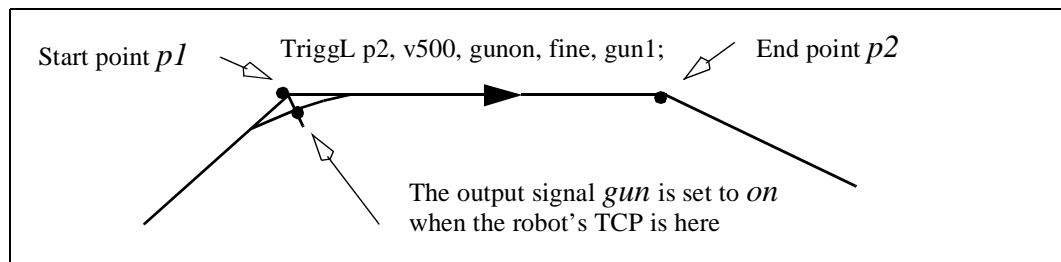 Start point p1
TriggL p2, v500, gunon, fine, gun1;
End point p2
The output signal gun is set to on
when the robot's TCP is here